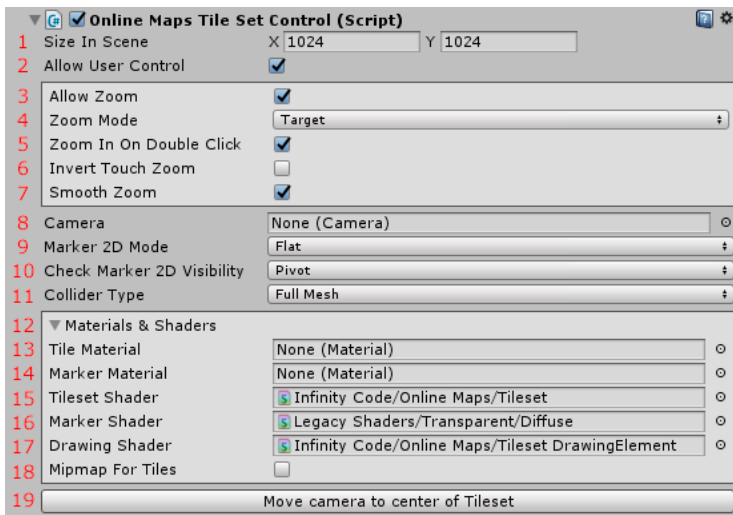 Online Maps Tile Set Control (Script)
1 Size In Scene X 1024 Y 1024
2 Allow User Control
3 Allow Zoom
4 Zoom Mode Target
5 Zoom In On Double Click
6 Invert Touch Zoom
7 Smooth Zoom
8 Camera None (Camera)
9 Marker 2D Mode Flat
10 Check Marker 2D Visibility Pivot
11 Collider Type Full Mesh
12 Materials & Shaders
13 Tile Material None (Material)
14 Marker Material None (Material)
15 Tileset Shader S Infinity Code/Online Maps/Tileset
16 Marker Shader S Legacy Shaders/Transparent/Diffuse
17 Drawing Shader S Infinity Code/Online Maps/Tileset DrawingElement
18 Mipmap For Tiles
19 Move camera to center of Tileset